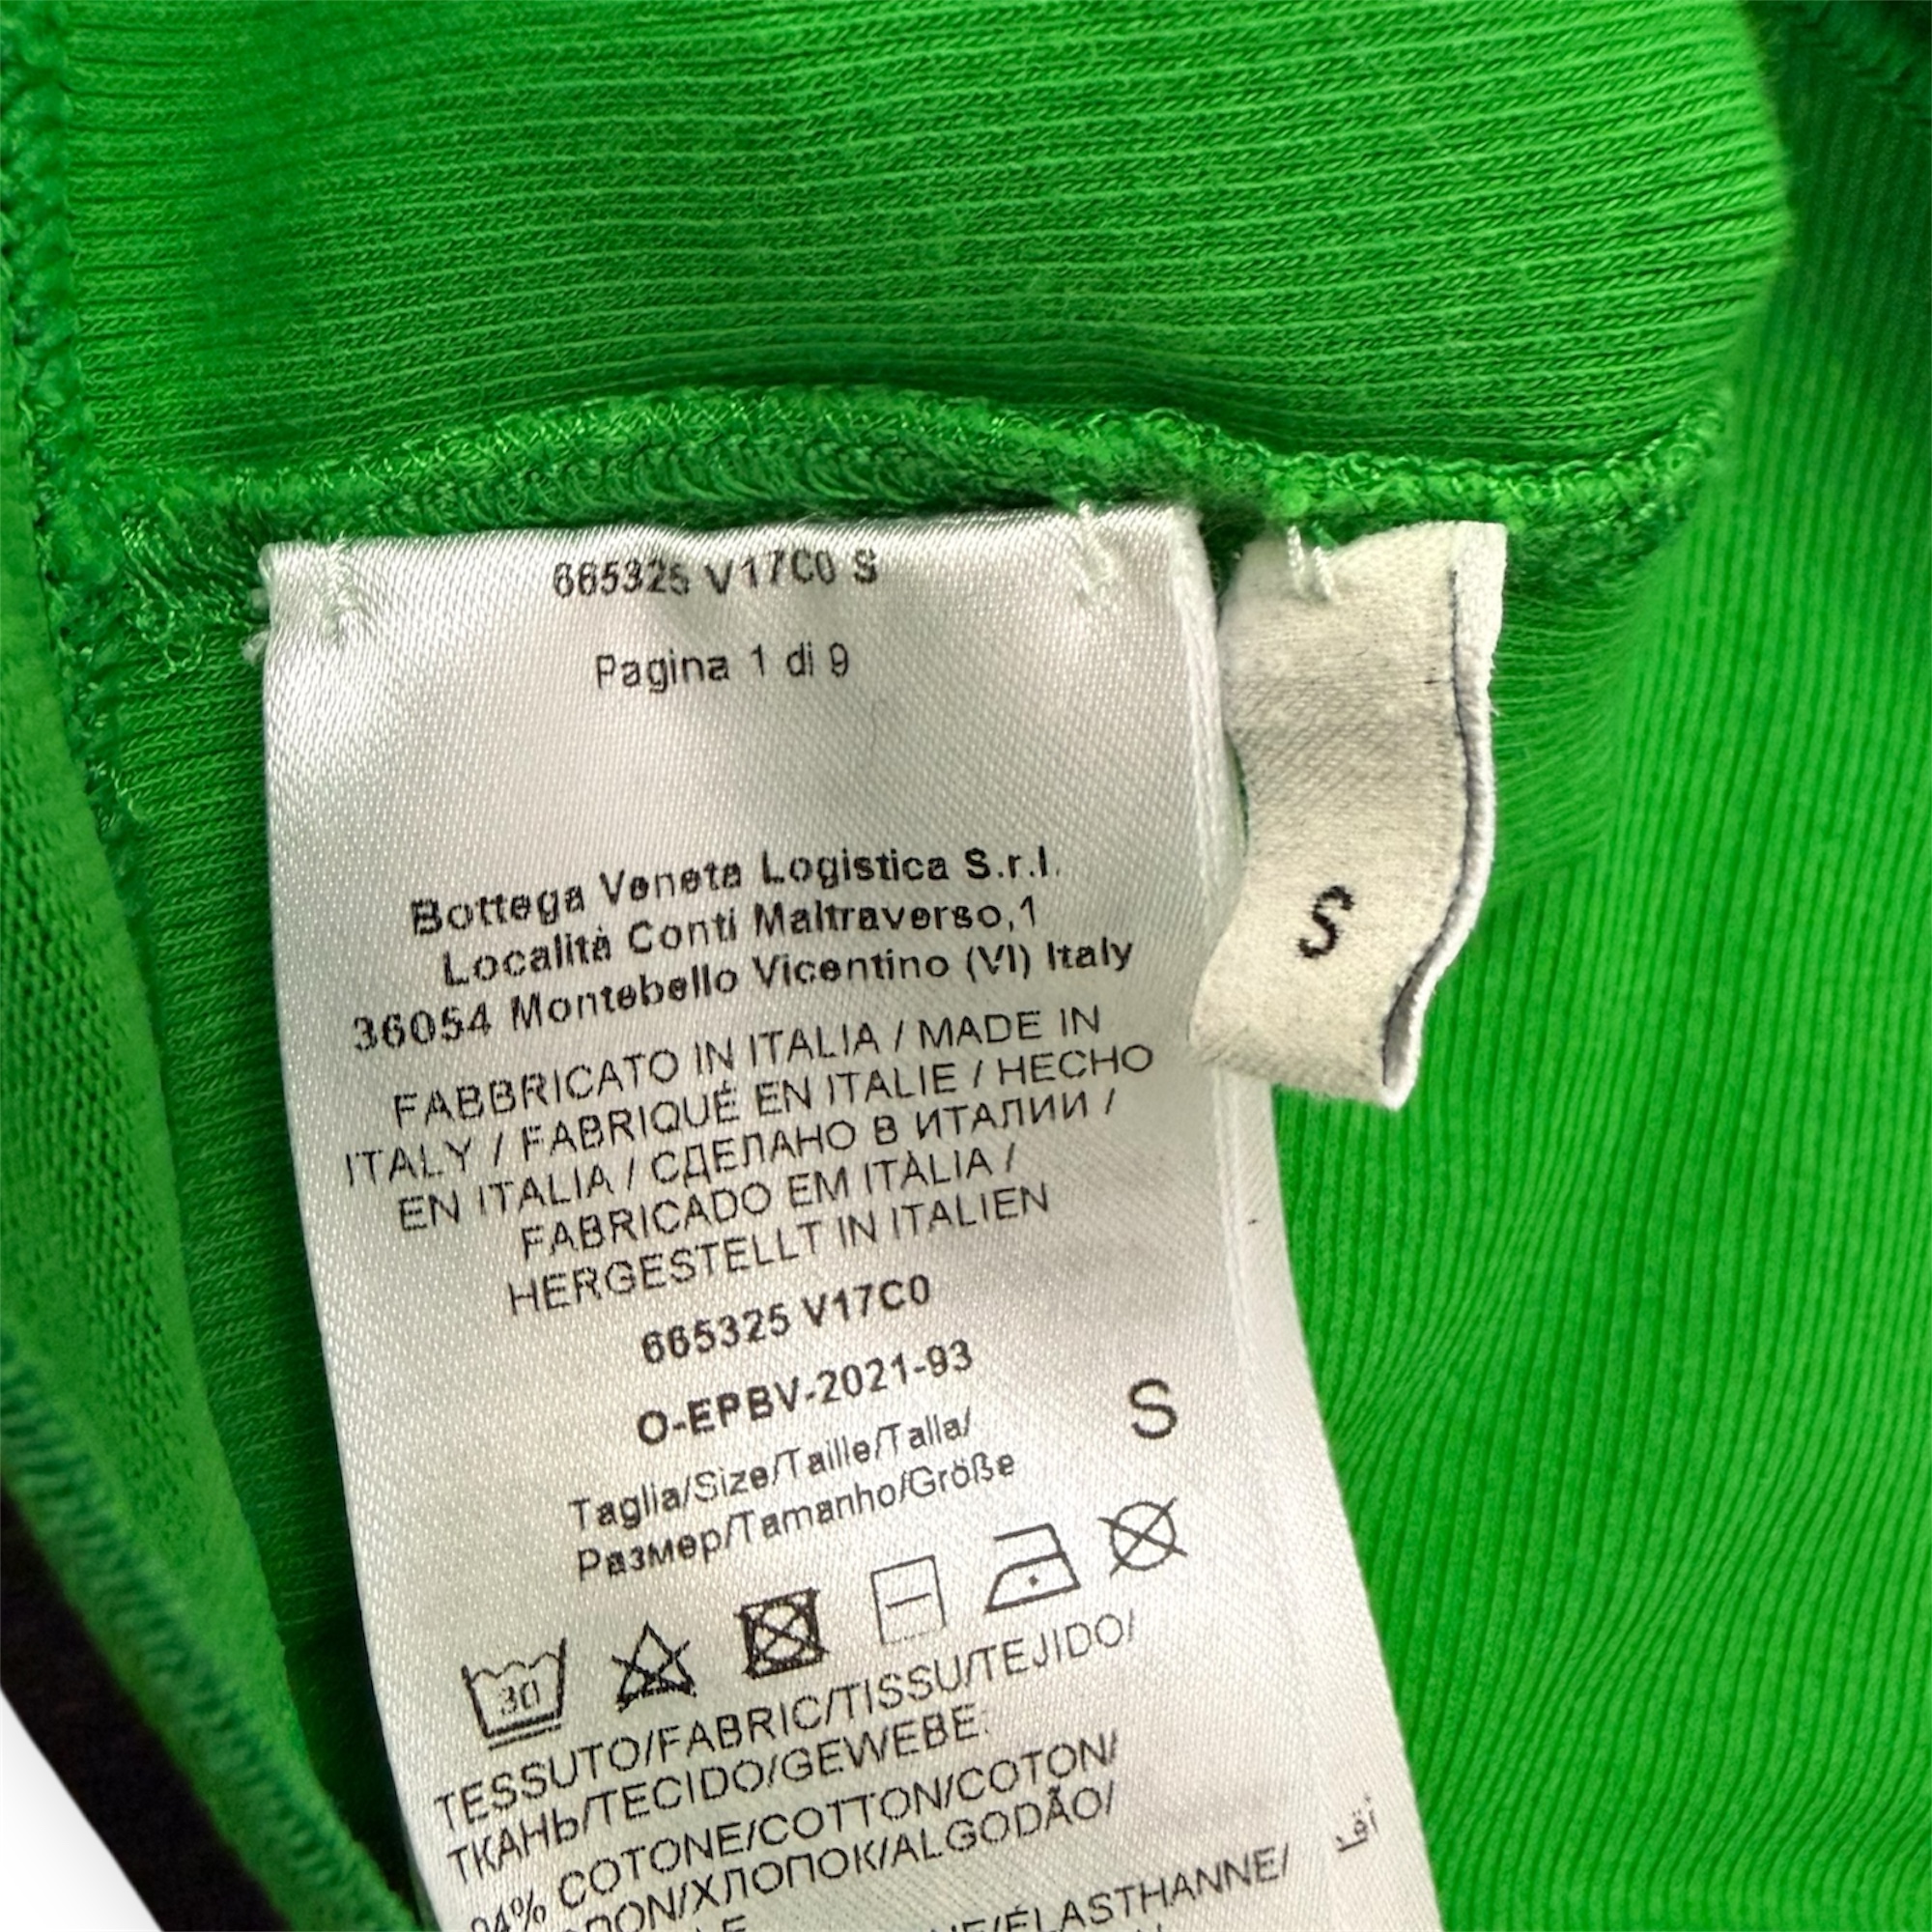 665325 V17C0 S
Pagina 1 di 9
Bottega Veneta Logistica S.r.l.
Località Conti Maltraverso,1
36054 Montebello Vicentino (VI) Italy
FABBRICATO IN ITALIA / MADE IN
ITALY / FABRIQUÉ EN ITALIE / HECHO
EN ITALIA / СДЕЛАНО В ИТАЛИИ /
FABRICADO EM ITÀLIA /
HERGESTELLT IN ITALIEN
665325 V17C0
O-EPBV-2021-93
Taglia/Size/Taille/Talla/
Размер/Tamanho/Größe
S
30
TESSUTO/FABRIC/TISSU/TEJIDO/
ТКАНЬ/TECIDO/GEWEBE:
94% COTONE/COTTON/COTON/
ХЛОПОК/ALGODÃO/
ÉLASTHANNE/
S